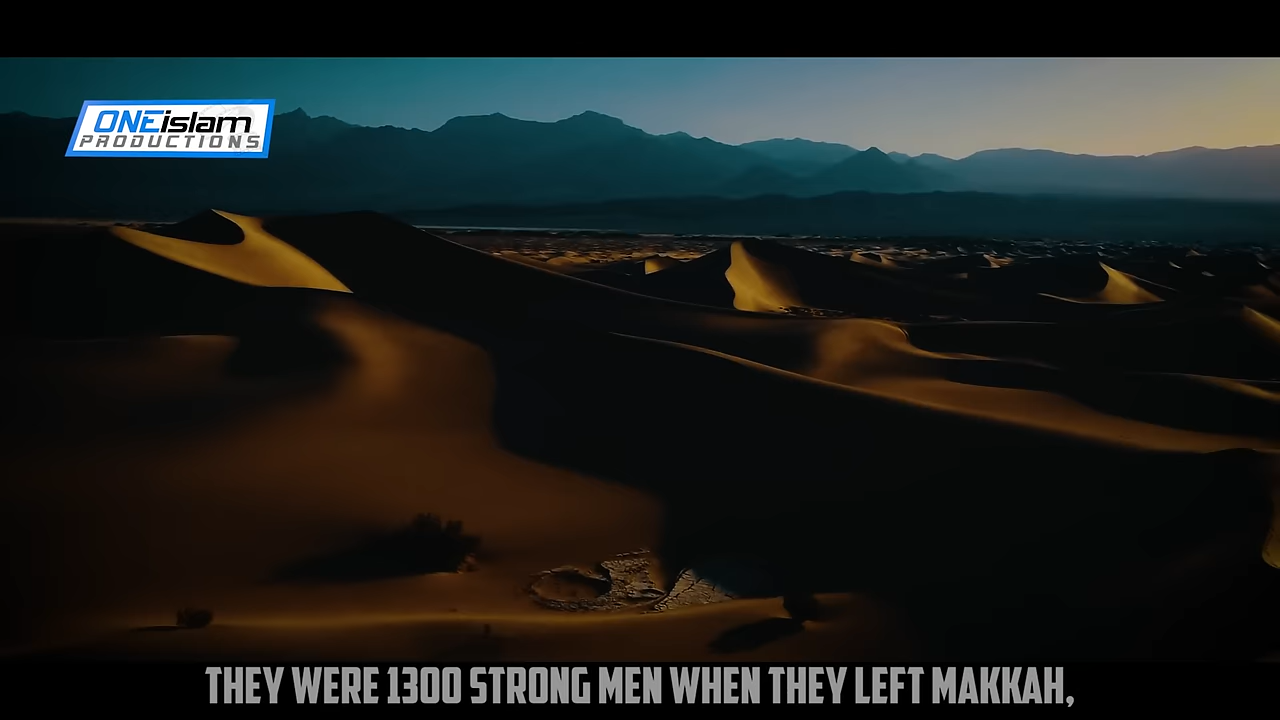 ONEislam
PRODUCTIONS
THEY WERE 1300 STRONG MEN WHEN THEY LEFT MAKKAH,